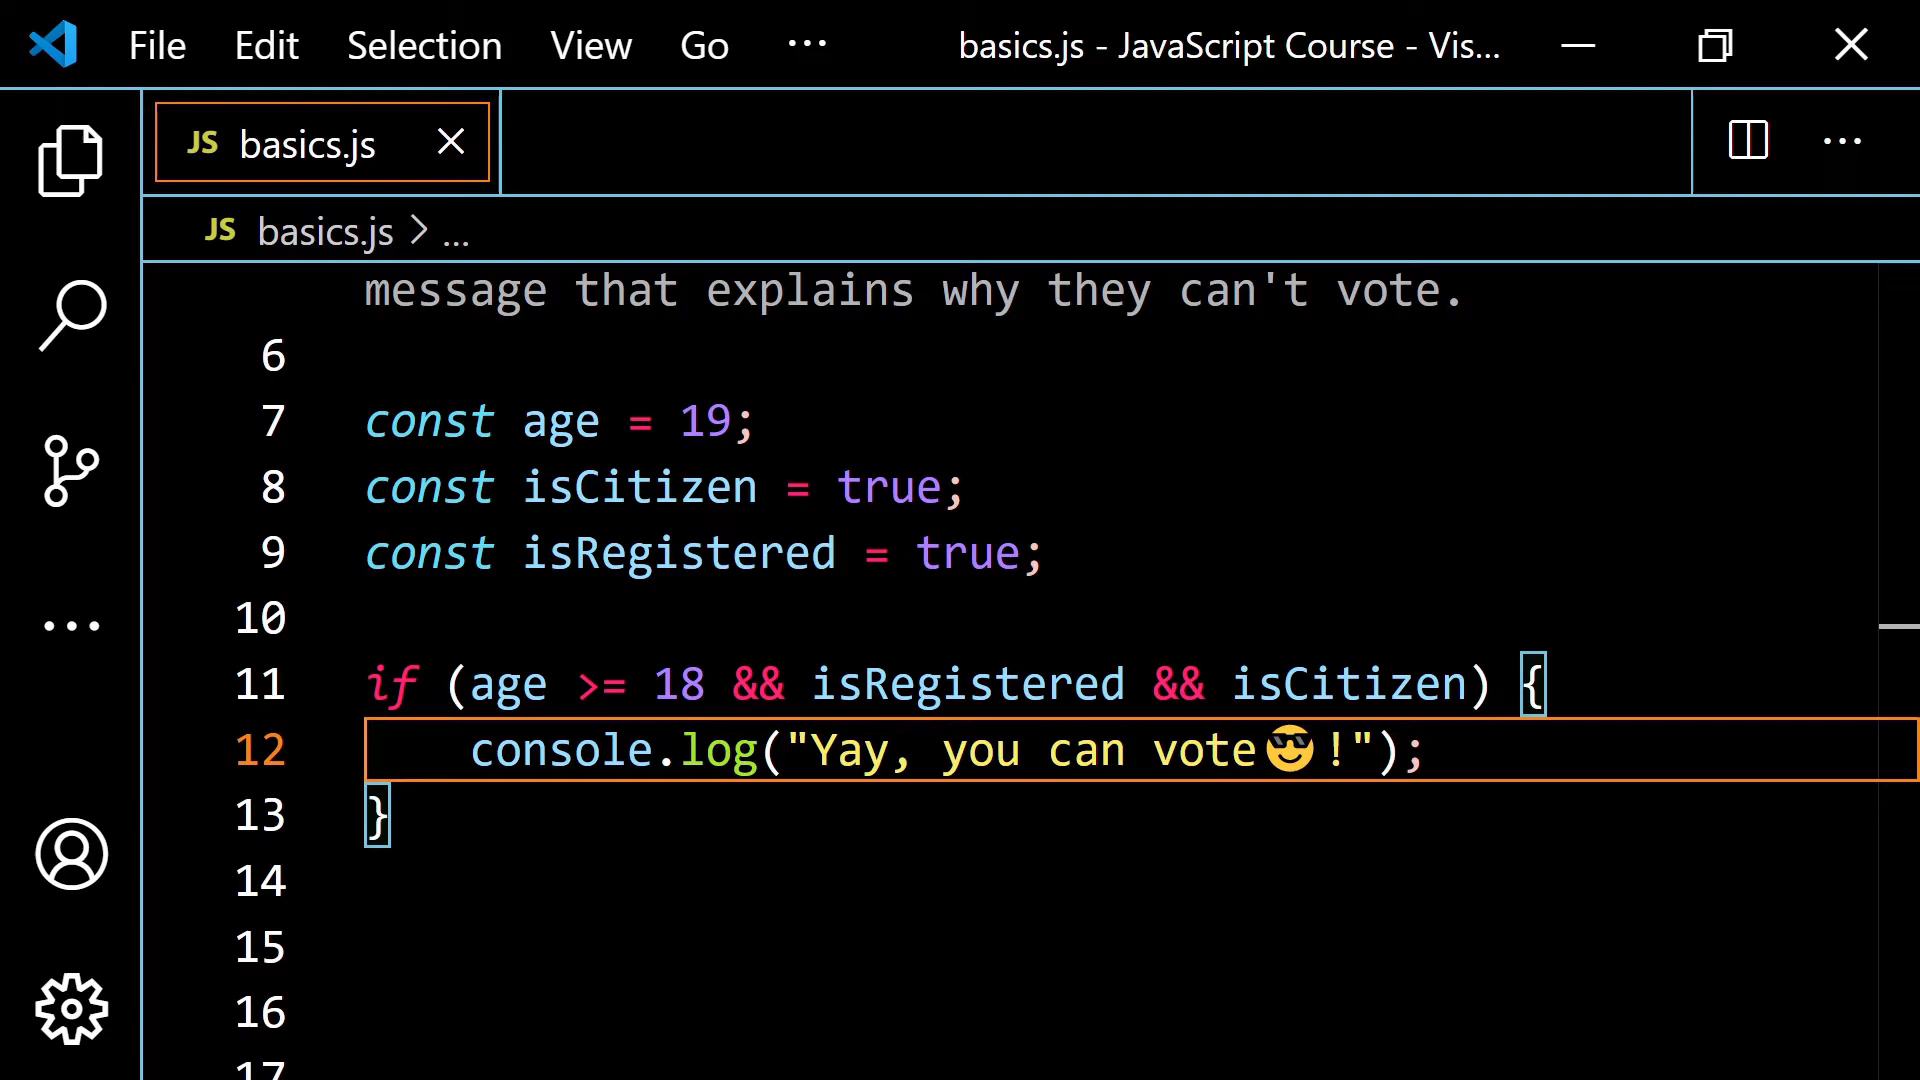 File Edit Selection View Go ··· basics.js - JavaScript Course - Vis...
JS basics.js
JS basics.js > ...
message that explains why they can't vote.
6
7 const age = 19;
8 const isCitizen = true;
9 const isRegistered = true;
10
11 if (age >= 18 && isRegistered && isCitizen) {
12 console.log("Yay, you can vote😎!");
13 }
14
15
16
17